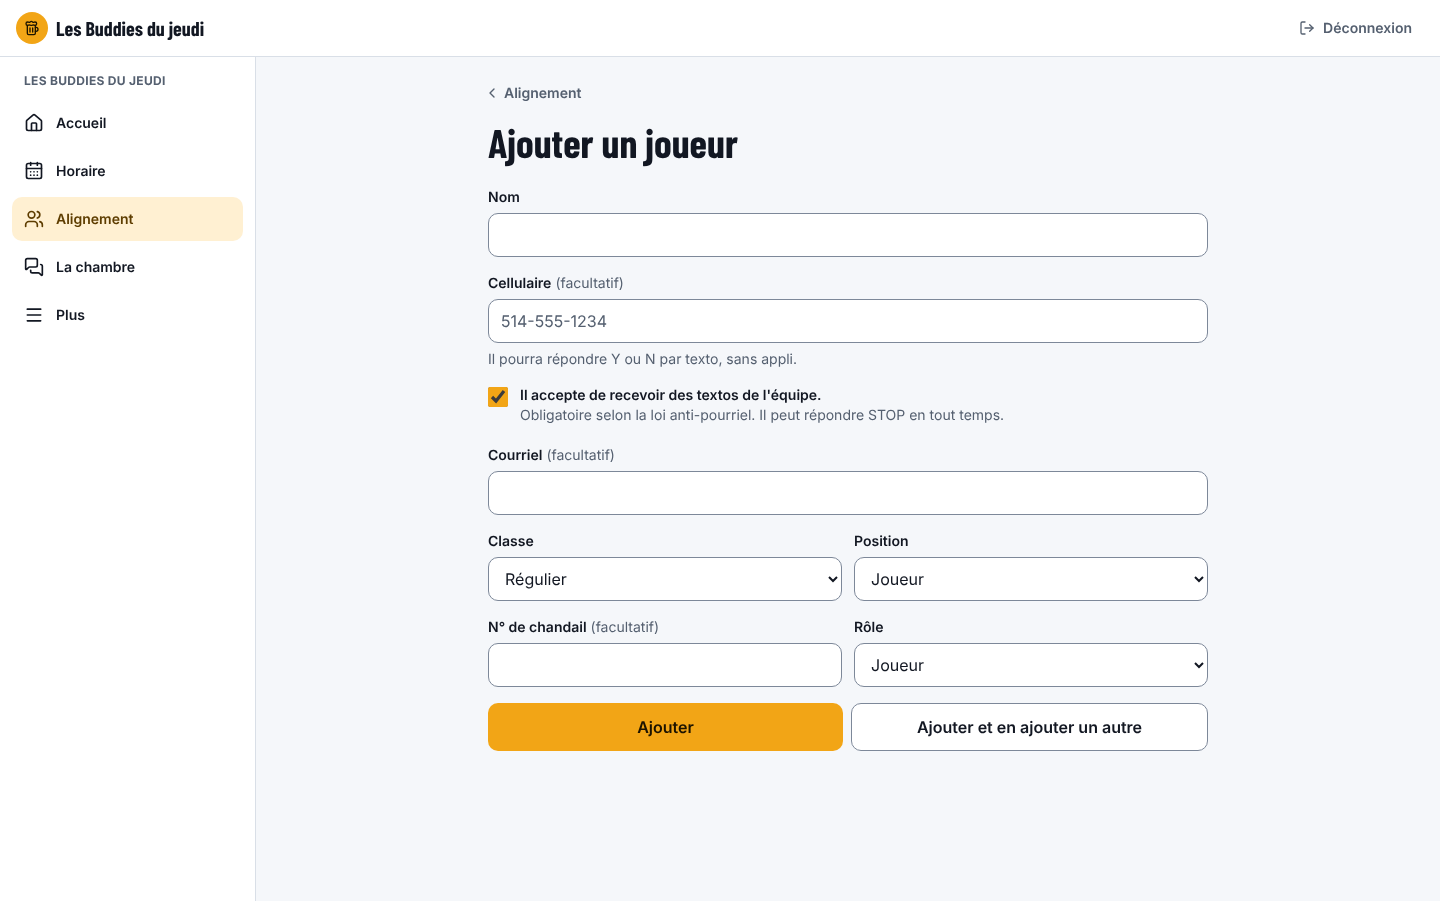 Les Buddies du jeudi
Déconnexion
LES BUDDIES DU JEUDI
Accueil
Horaire
Alignement
La chambre
Plus
Alignement
Ajouter un joueur
Nom
Cellulaire (facultatif)
514-555-1234
Il pourra répondre Y ou N par texto, sans appli.
Il accepte de recevoir des textos de l'équipe.
Obligatoire selon la loi anti-pourriel. Il peut répondre STOP en tout temps.
Courriel (facultatif)
Classe
Position
Régulier
Joueur
N° de chandail (facultatif)
Rôle
Joueur
Ajouter
Ajouter et en ajouter un autre